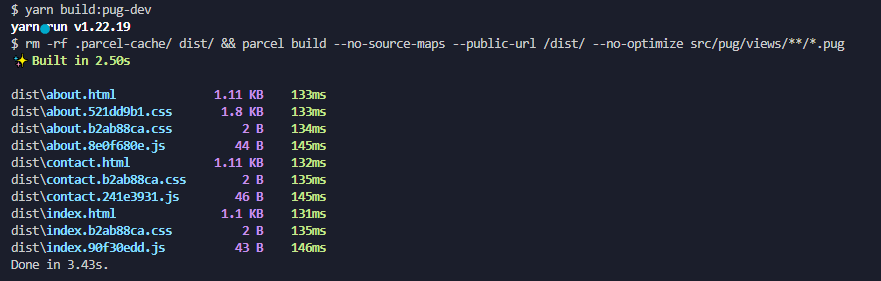 $ yarn build:pug-dev
yarn run v1.22.19
$ rm -rf .parcel-cache/ dist/ && parcel build --no-source-maps --public-url /dist/ --no-optimize src/pug/views/**/*.pug
✨ Built in 2.50s
dist\about.html 1.11 KB 133ms
dist\about.521dd9b1.css 1.8 KB 133ms
dist\about.b2ab88ca.css 2 B 134ms
dist\about.8e0f680e.js 44 B 145ms
dist\contact.html 1.11 KB 132ms
dist\contact.b2ab88ca.css 2 B 135ms
dist\contact.241e3931.js 46 B 145ms
dist\index.html 1.1 KB 131ms
dist\index.b2ab88ca.css 2 B 135ms
dist\index.90f30edd.js 43 B 146ms
Done in 3.43s.